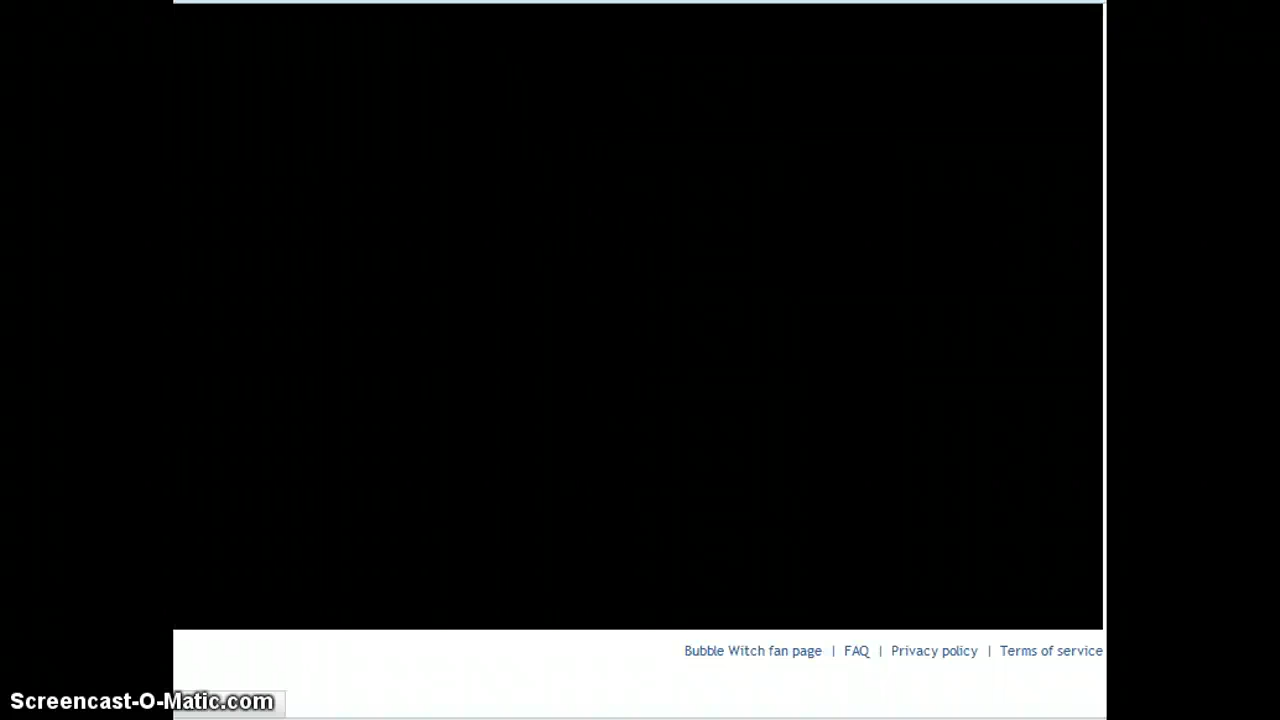 Bubble Witch fan page | FAQ | Privacy policy | Terms of service
Screencast-O-Matic.com